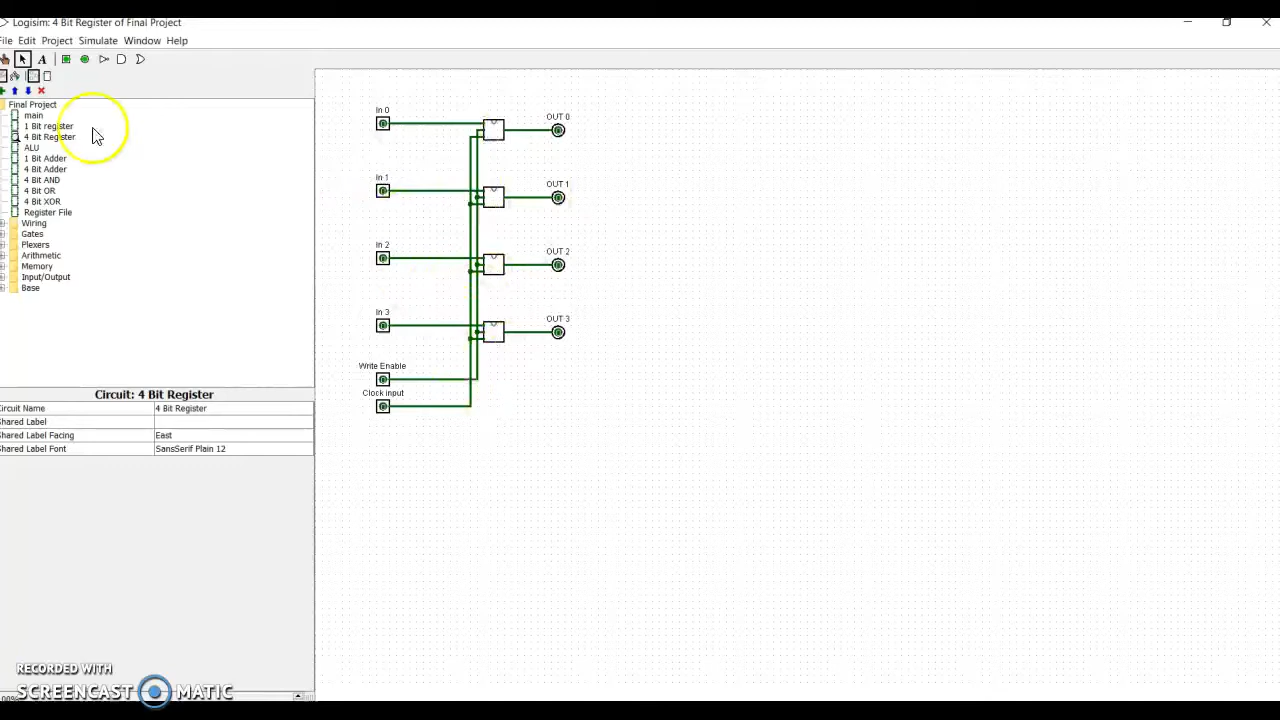 Logisim: 4 Bit Register of Final Project
File Edit Project Simulate Window Help
A
Final Project
main
1 Bit register
4 Bit Register
ALU
1 Bit Adder
4 Bit Adder
4 Bit AND
4 Bit OR
4 Bit XOR
Register File
Wiring
Gates
Plexers
Arithmetic
Memory
Input/Output
Base
Circuit: 4 Bit Register
Circuit Name 4 Bit Register
Shared Label
Shared Label Facing East
Shared Label Font SansSerif Plain 12
In 0
OUT 0
In 1
OUT 1
In 2
OUT 2
In 3
OUT 3
Write Enable
Clock input
RECORDED WITH
SCREENCAST MATIC